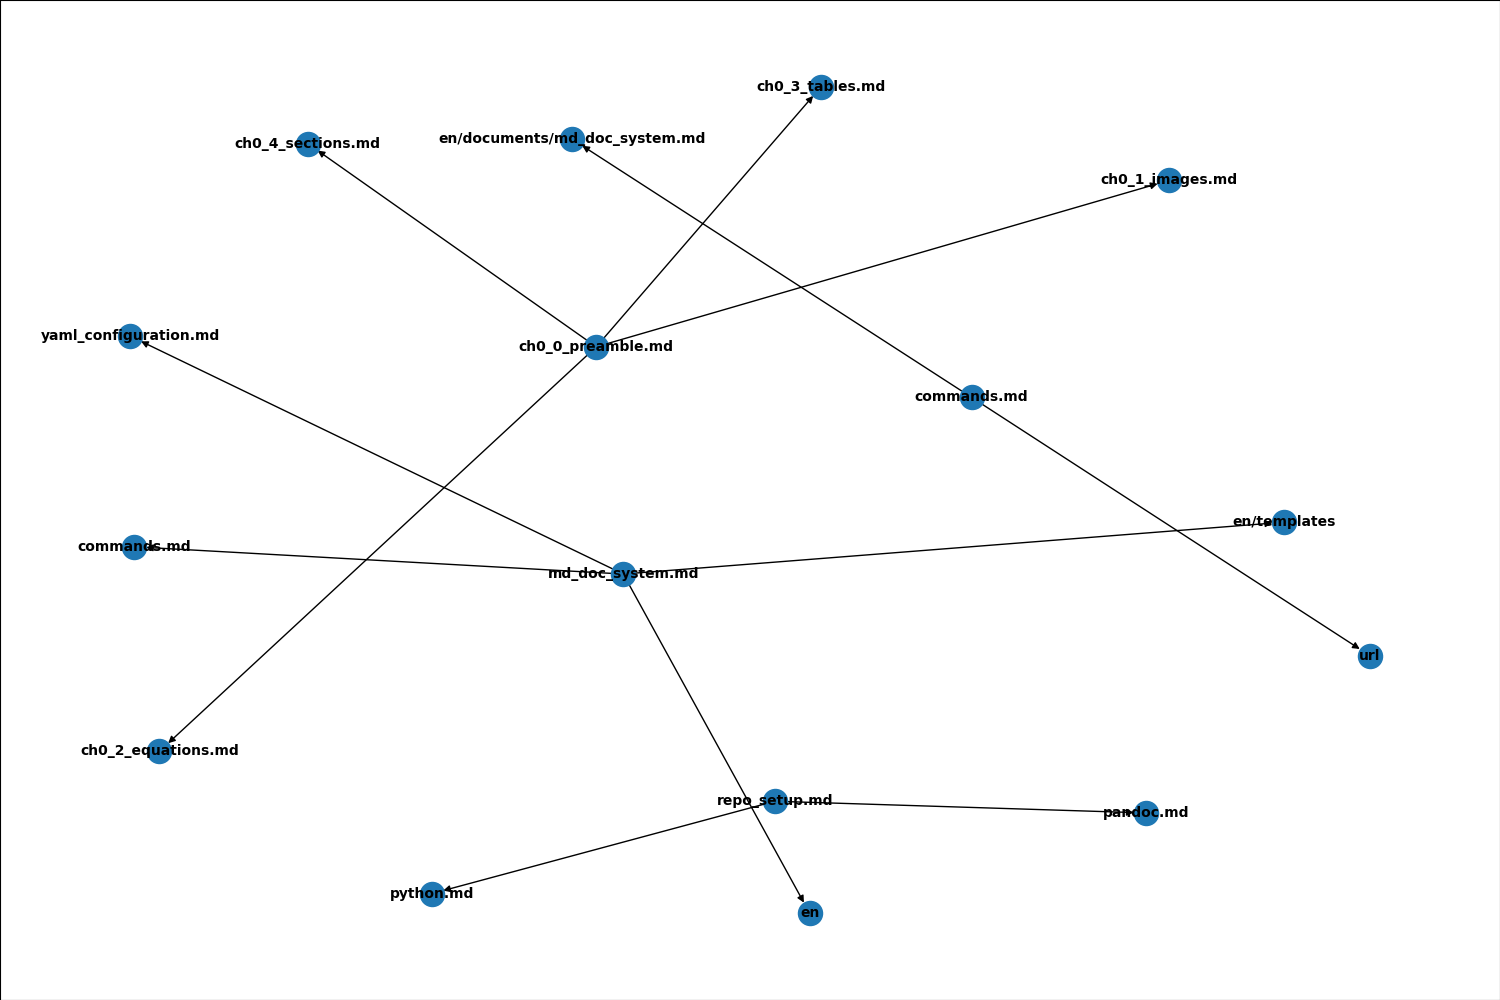 ch0_3_tables.md
en/documents/md_doc_system.md
ch0_4_sections.md
ch0_1_images.md
yaml_configuration.md
ch0_0_preamble.md
commands.md
en/templates
commands.md
md_doc_system.md
url
ch0_2_equations.md
repo_setup.md
pandoc.md
python.md
en